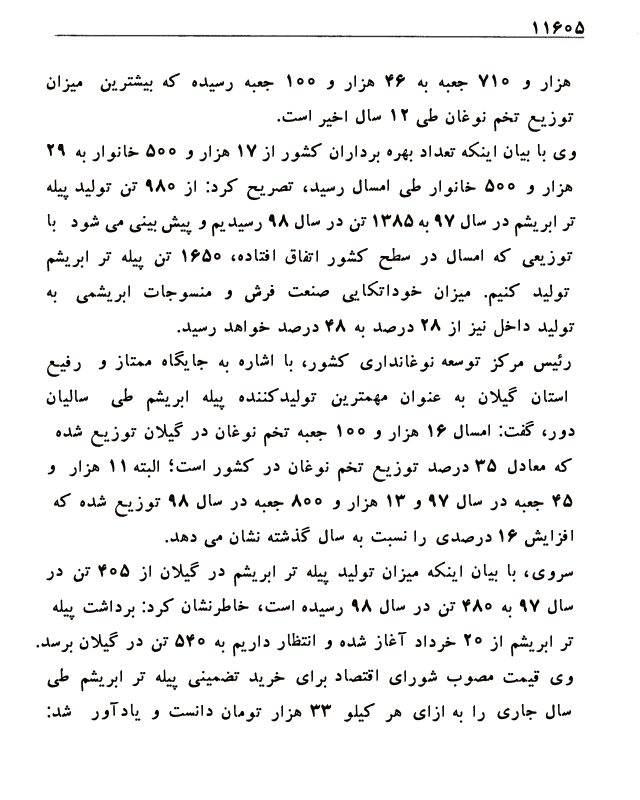 ۱۱۶۰۵
هزار و ۷۱۰ جعبه به ۴۶ هزار و ۱۰۰ جعبه رسیده که بیشترین میزان
توزیع تخم نوغان طی ۱۲ سال اخیر است.
وی با بیان اینکه تعداد بهره برداران کشور از ۱۷ هزار و ۵۰۰ خانوار به ۲۹
هزار و ۵۰۰ خانوار طی امسال رسید، تصریح کرد: از ۹۸۰ تن تولید پیله
تر ابریشم در سال ۹۷ به ۱۳۸۵ تن در سال ۹۸ رسیدیم و پیش بینی می شود با
توزیعی که امسال در سطح کشور اتفاق افتاده، ۱۶۵۰ تن پیله تر ابریشم
تولید کنیم. میزان خوداتکایی صنعت فرش و منسوجات ابریشمی به
تولید داخل نیز از ۲۸ درصد به ۴۸ درصد خواهد رسید.
رئیس مرکز توسعه نوغانداری کشور، با اشاره به جایگاه ممتاز و رفیع
استان گیلان به عنوان مهمترین تولیدکننده پیله ابریشم طی سالیان
دور، گفت: امسال ۱۶ هزار و ۱۰۰ جعبه تخم نوغان در گیلان توزیع شده
که معادل ۳۵ درصد توزیع تخم نوغان در کشور است؛ البته ۱۱ هزار و
۴۵ جعبه در سال ۹۷ و ۱۳ هزار و ۸۰۰ جعبه در سال ۹۸ توزیع شده که
افزایش ۱۶ درصدی را نسبت به سال گذشته نشان می دهد.
سروی، با بیان اینکه میزان تولید پیله تر ابریشم در گیلان از ۴۰۵ تن در
سال ۹۷ به ۴۸۰ تن در سال ۹۸ رسیده است، خاطرنشان کرد: برداشت پیله
تر ابریشم از ۲۰ خرداد آغاز شده و انتظار داریم به ۵۴۰ تن در گیلان برسد.
وی قیمت مصوب شورای اقتصاد برای خرید تضمینی پیله تر ابریشم طی
سال جاری را به ازای هر کیلو ۳۳ هزار تومان دانست و یادآور شد: